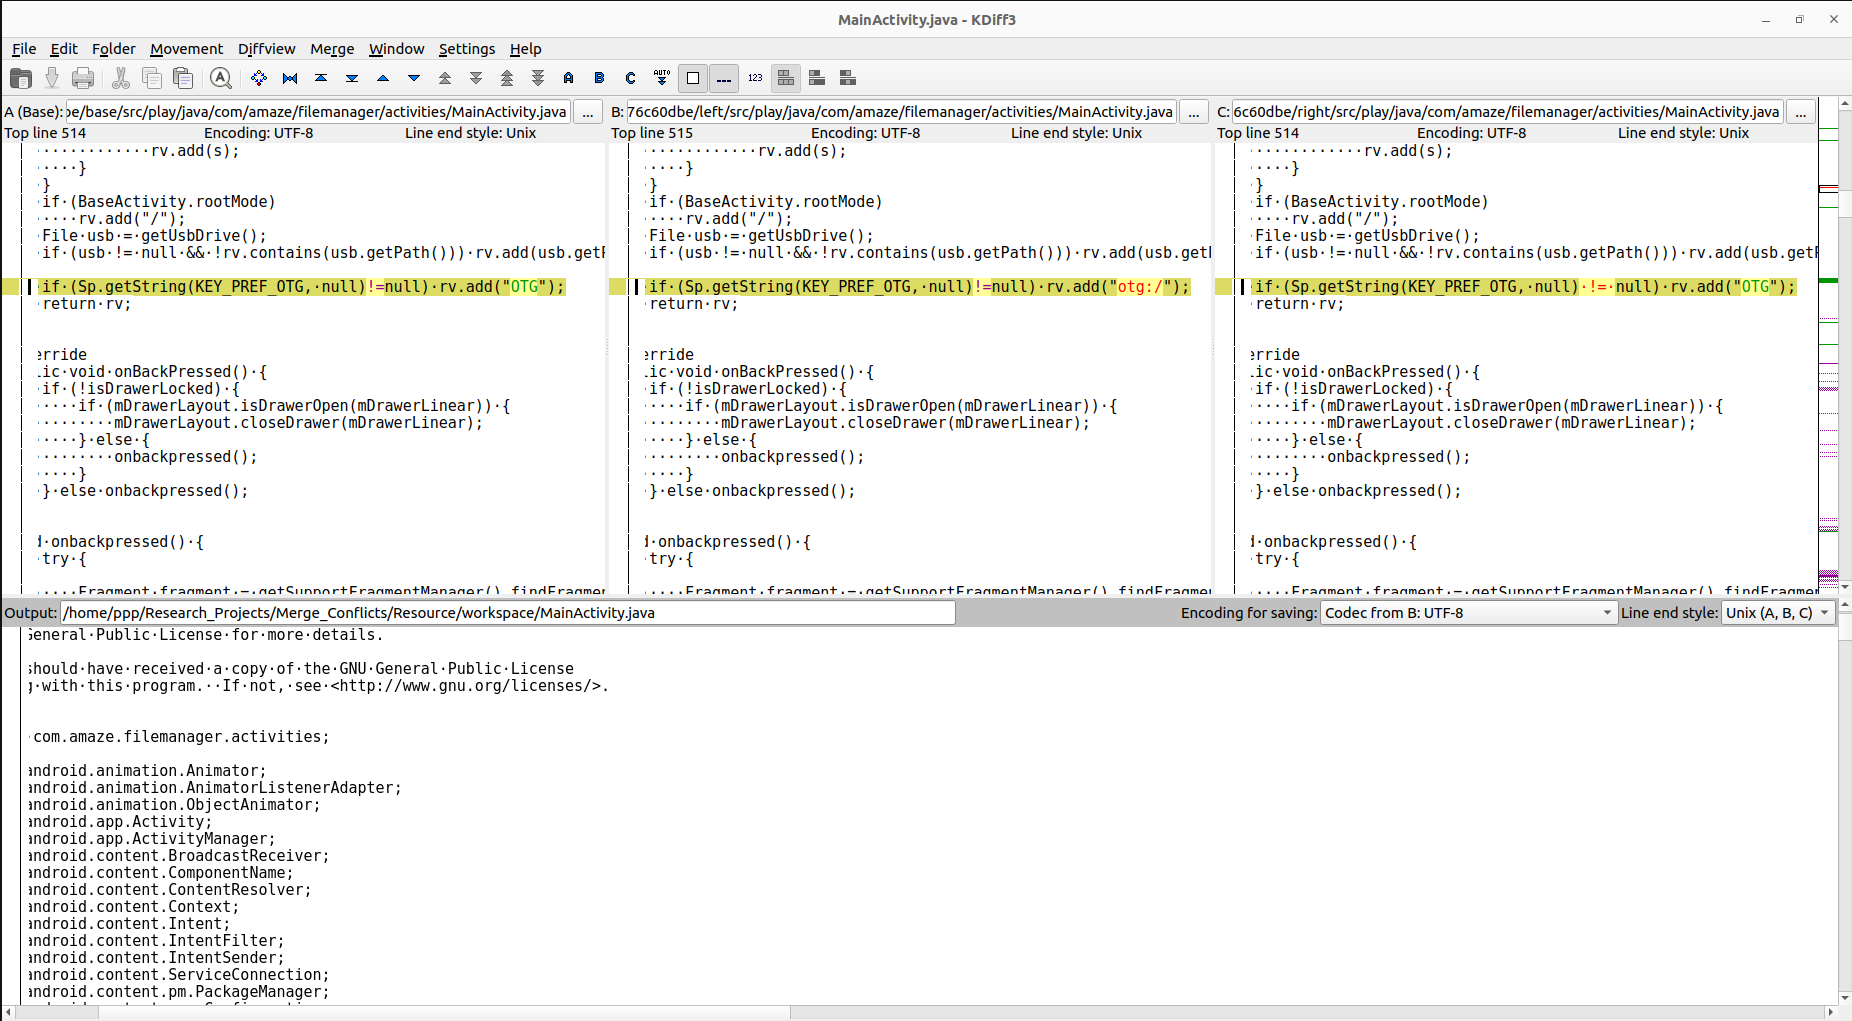 MainActivity.java - KDiff3
File Edit Folder Movement Diffview Merge Window Settings Help
A B C AUTO 123
A (Base): be/base/src/play/java/com/amaze/filemanager/activities/MainActivity.java ... B: 76c60dbe/left/src/play/java/com/amaze/filemanager/activities/MainActivity.java ... C: 6c60dbe/right/src/play/java/com/amaze/filemanager/activities/MainActivity.java ...
Top line 514 Encoding: UTF-8 Line end style: Unix Top line 515 Encoding: UTF-8 Line end style: Unix Top line 514 Encoding: UTF-8 Line end style: Unix
·············rv.add(s);
·····}
·}
·if·(BaseActivity.rootMode)
·····rv.add("/");
·File·usb·=·getUsbDrive();
·if·(usb·!=·null·&&·!rv.contains(usb.getPath()))·rv.add(usb.getP
·if·(Sp.getString(KEY_PREF_OTG,·null)!=null)·rv.add("OTG");
·return·rv;
erride
lic·void·onBackPressed()·{
·if·(!isDrawerLocked)·{
·····if·(mDrawerLayout.isDrawerOpen(mDrawerLinear))·{
·········mDrawerLayout.closeDrawer(mDrawerLinear);
·····}·else·{
·········onbackpressed();
·····}
·}·else·onbackpressed();
d·onbackpressed()·{
·try·{
·····Fragment·fragment·=·getSupportFragmentManager().findFragmen
·············rv.add(s);
·····}
·}
·if·(BaseActivity.rootMode)
·····rv.add("/");
·File·usb·=·getUsbDrive();
·if·(usb·!=·null·&&·!rv.contains(usb.getPath()))·rv.add(usb.getP
·if·(Sp.getString(KEY_PREF_OTG,·null)!=null)·rv.add("otg:/");
·return·rv;
erride
lic·void·onBackPressed()·{
·if·(!isDrawerLocked)·{
·····if·(mDrawerLayout.isDrawerOpen(mDrawerLinear))·{
·········mDrawerLayout.closeDrawer(mDrawerLinear);
·····}·else·{
·········onbackpressed();
·····}
·}·else·onbackpressed();
d·onbackpressed()·{
·try·{
·····Fragment·fragment·=·getSupportFragmentManager().findFragmen
·············rv.add(s);
·····}
·}
·if·(BaseActivity.rootMode)
·····rv.add("/");
·File·usb·=·getUsbDrive();
·if·(usb·!=·null·&&·!rv.contains(usb.getPath()))·rv.add(usb.getP
·if·(Sp.getString(KEY_PREF_OTG,·null)·!=·null)·rv.add("OTG");
·return·rv;
erride
lic·void·onBackPressed()·{
·if·(!isDrawerLocked)·{
·····if·(mDrawerLayout.isDrawerOpen(mDrawerLinear))·{
·········mDrawerLayout.closeDrawer(mDrawerLinear);
·····}·else·{
·········onbackpressed();
·····}
·}·else·onbackpressed();
d·onbackpressed()·{
·try·{
·····Fragment·fragment·=·getSupportFragmentManager().findFragmen
Output: /home/ppp/Research_Projects/Merge_Conflicts/Resource/workspace/MainActivity.java Encoding for saving: Codec from B: UTF-8 Line end style: Unix (A, B, C)
General·Public·License·for·more·details.
should·have·received·a·copy·of·the·GNU·General·Public·License
g·with·this·program.··If·not,·see·<http://www.gnu.org/licenses/>.
·com.amaze.filemanager.activities;
android.animation.Animator;
android.animation.AnimatorListenerAdapter;
android.animation.ObjectAnimator;
android.app.Activity;
android.app.ActivityManager;
android.content.BroadcastReceiver;
android.content.ComponentName;
android.content.ContentResolver;
android.content.Context;
android.content.Intent;
android.content.IntentFilter;
android.content.IntentSender;
android.content.ServiceConnection;
android.content.pm.PackageManager;